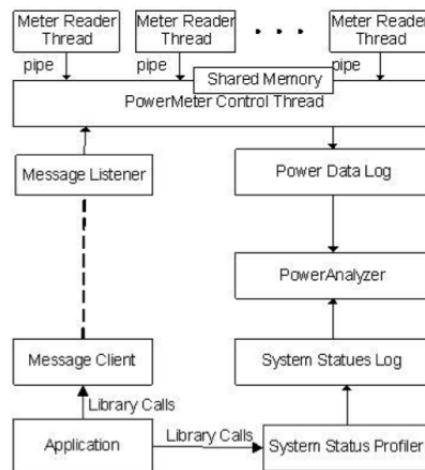 Meter Reader
Thread
Meter Reader
Thread
Meter Reader
Thread
pipe
pipe
pipe
Shared Memory
PowerMeter Control Thread
Message Listener
Power Data Log
PowerAnalyzer
Message Client
System Statues Log
Library Calls
Application
Library Calls
System Status Profiler